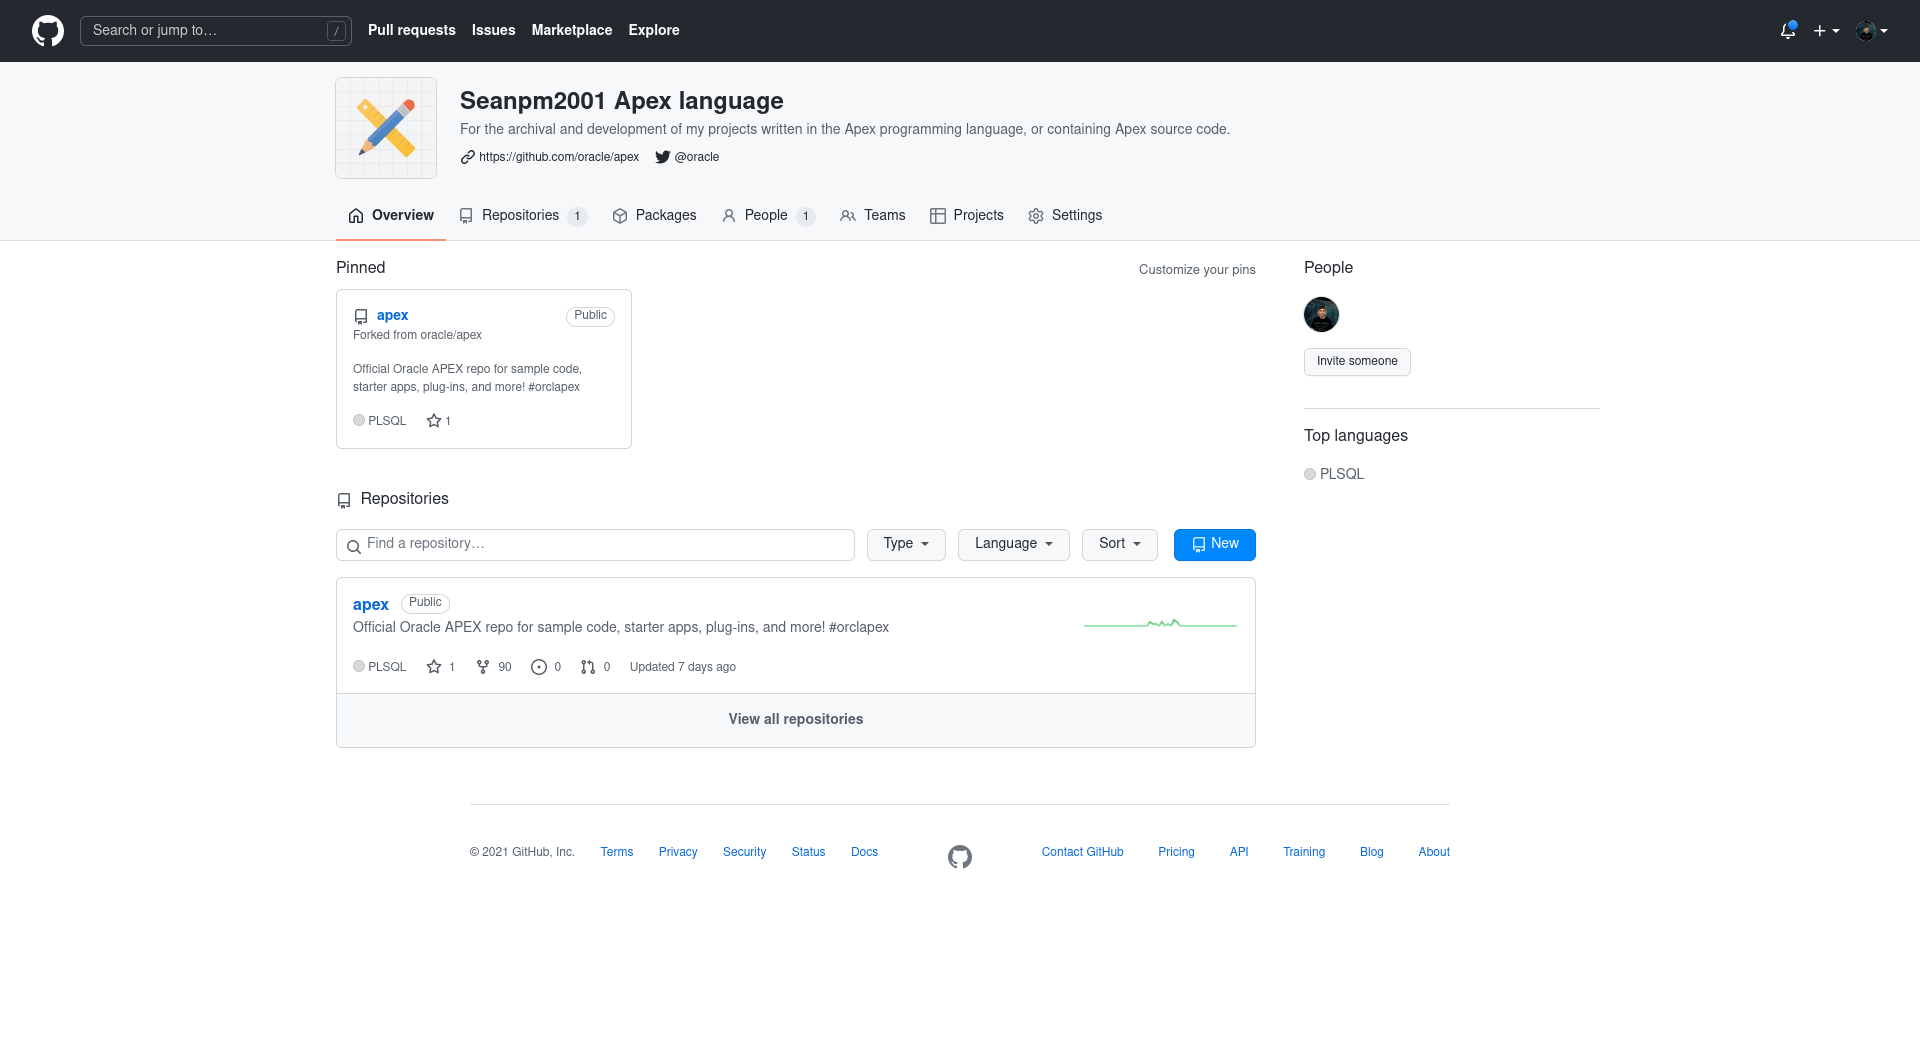 Search or jump to… /
Pull requests Issues Marketplace Explore
Seanpm2001 Apex language
For the archival and development of my projects written in the Apex programming language, or containing Apex source code.
https://github.com/oracle/apex @oracle
Overview Repositories 1 Packages People 1 Teams Projects Settings
Pinned
Customize your pins
apex Public
Forked from oracle/apex
Official Oracle APEX repo for sample code,
starter apps, plug-ins, and more! #orclapex
PLSQL 1
Repositories
Find a repository… Type Language Sort New
apex Public
Official Oracle APEX repo for sample code, starter apps, plug-ins, and more! #orclapex
PLSQL 1 90 0 0 Updated 7 days ago
View all repositories
People
Invite someone
Top languages
PLSQL
© 2021 GitHub, Inc. Terms Privacy Security Status Docs Contact GitHub Pricing API Training Blog About